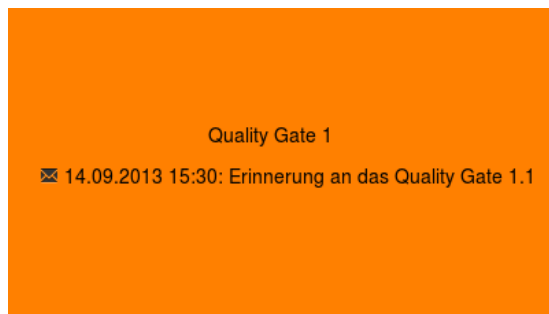 Quality Gate 1
14.09.2013 15:30: Erinnerung an das Quality Gate 1.1